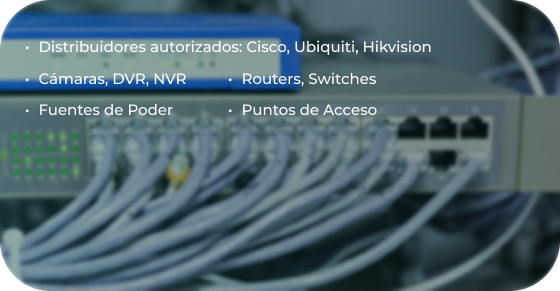 • Distribuidores autorizados: Cisco, Ubiquiti, Hikvision
• Cámaras, DVR, NVR • Routers, Switches
• Fuentes de Poder • Puntos de Acceso